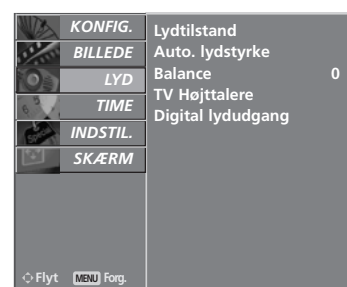 KONFIG.
BILLEDE
LYD
TIME
INDSTIL.
SKÆRM
Lydtilstand
Auto. lydstyrke
Balance 0
TV Højttalere
Digital lydudgang
Flyt MENU Forg.